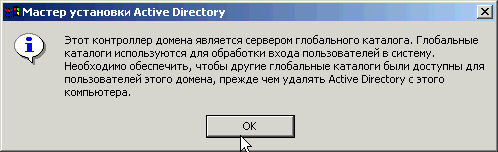 Мастер установки Active Directory
Этот контроллер домена является сервером глобального каталога. Глобальные
каталоги используются для обработки входа пользователей в систему.
Необходимо обеспечить, чтобы другие глобальные каталоги были доступны для
пользователей этого домена, прежде чем удалять Active Directory с этого
компьютера.
OK